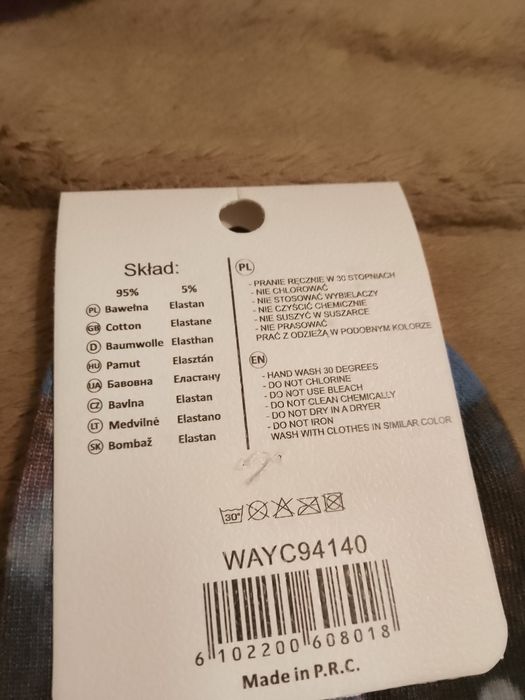 Skład:
95% 5%
PL Bawełna Elastan
GB Cotton Elastane
D Baumwolle Elasthan
HU Pamut Elasztán
UA Бавовна Еластану
CZ Bavlna Elastan
LT Medvilnė Elastano
SK Bombaž Elastan
PL
- PRANIE RĘCZNIE W 30 STOPNIACH
- NIE CHLOROWAĆ
- NIE STOSOWAĆ WYBIELACZY
- NIE CZYŚCIĆ CHEMICZNIE
- NIE SUSZYĆ W SUSZARCE
- NIE PRASOWAĆ
PRAĆ Z ODZIEŻĄ W PODOBNYM KOLORZE
EN
- HAND WASH 30 DEGREES
- DO NOT CHLORINE
- DO NOT USE BLEACH
- DO NOT CLEAN CHEMICALLY
- DO NOT DRY IN A DRYER
- DO NOT IRON
WASH WITH CLOTHES IN SIMILAR COLOR
30°
WAYC94140
6 102200 608018
Made in P.R.C.